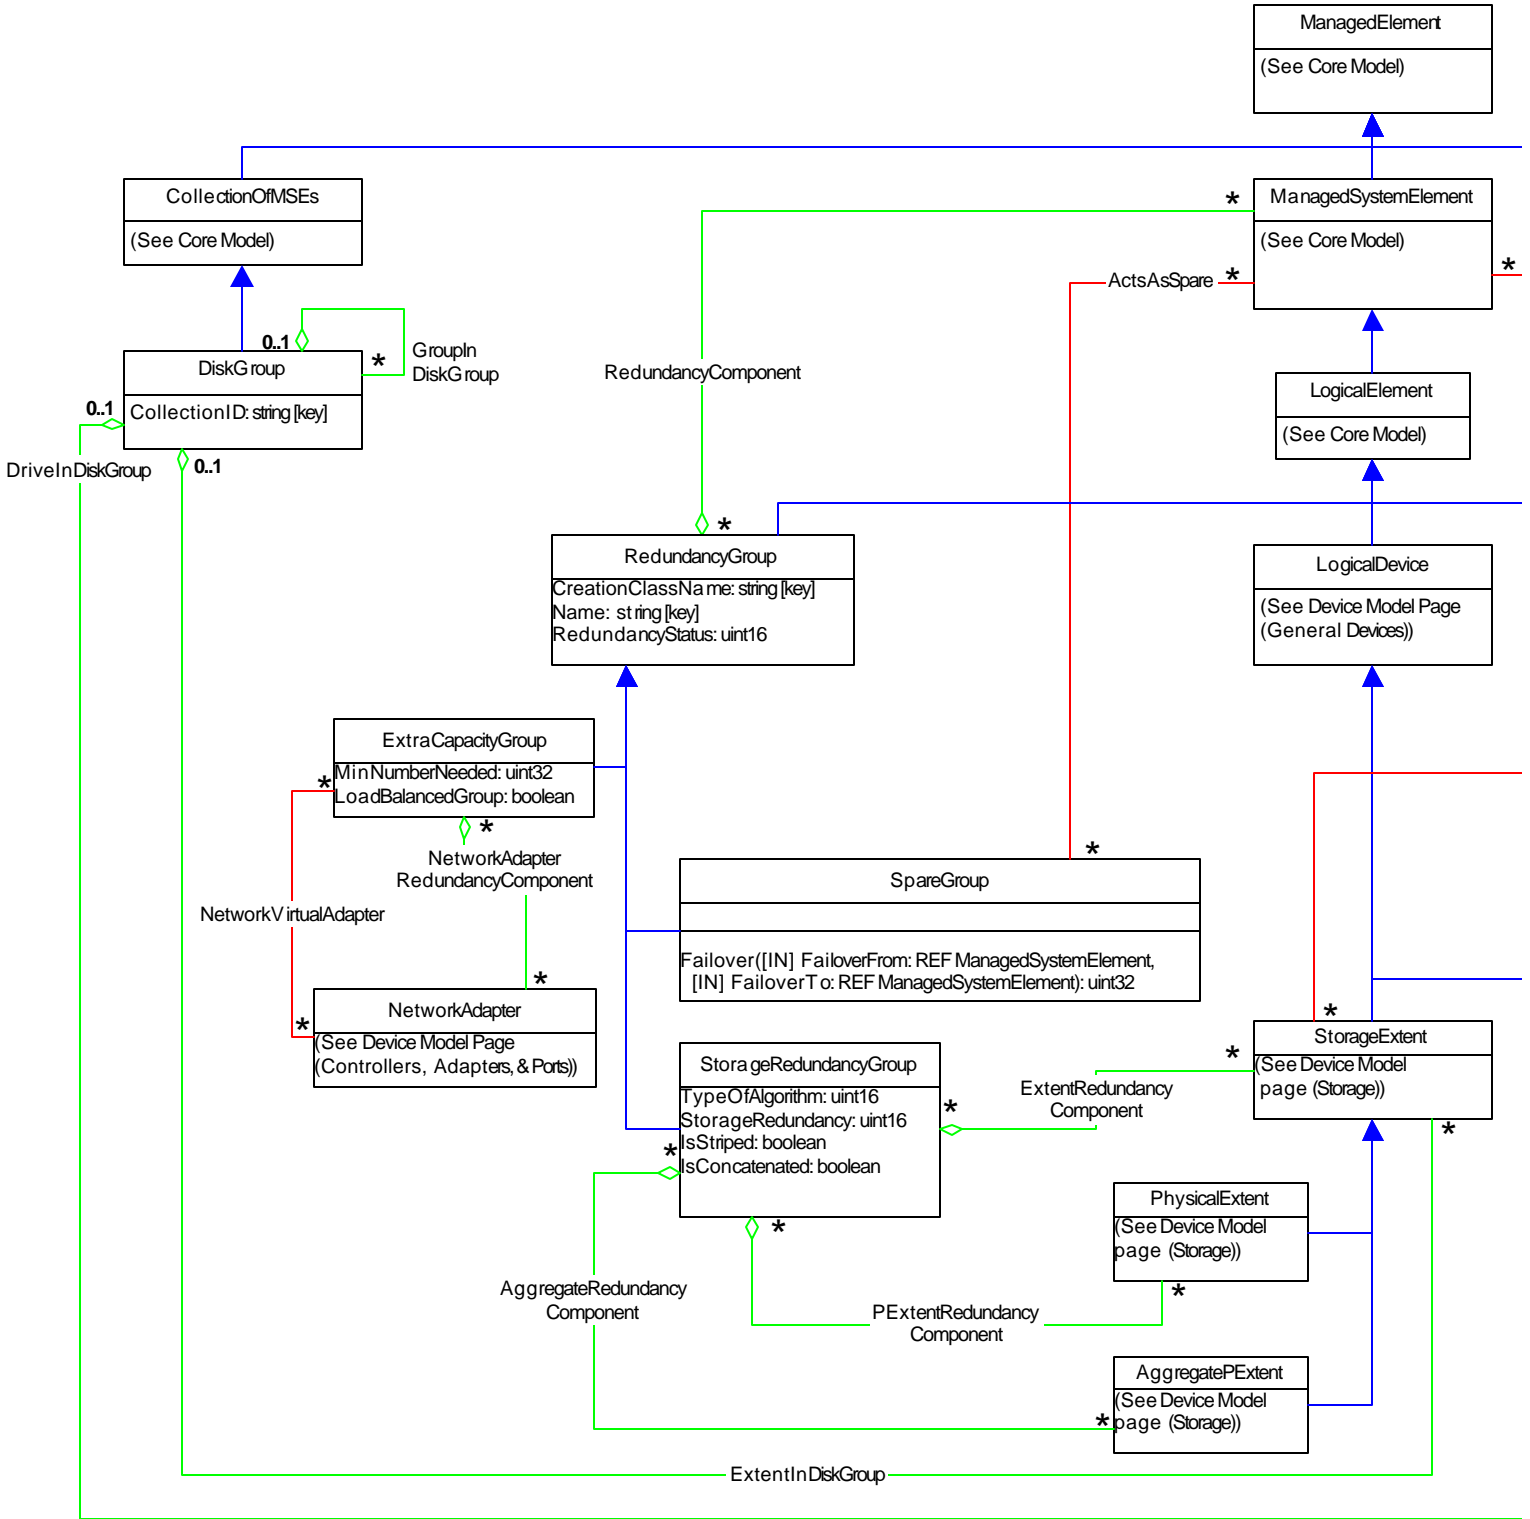 ManagedElement
(See Core Model)
CollectionOfMSEs
(See Core Model)
*
ManagedSystemElement
(See Core Model)
ActsAsSpare
*
*
0..1
*
GroupIn
DiskGroup
DiskGroup
CollectionID: string [key]
0..1
DriveInDiskGroup
0..1
RedundancyComponent
*
LogicalElement
(See Core Model)
RedundancyGroup
CreationClassName: string [key]
Name: string [key]
RedundancyStatus: uint16
LogicalDevice
(See Device Model Page
(General Devices))
ExtraCapacityGroup
MinNumberNeeded: uint32
LoadBalancedGroup: boolean
*
*
NetworkAdapter
RedundancyComponent
NetworkVirtualAdapter
*
*
NetworkAdapter
(See Device Model Page
(Controllers, Adapters, & Ports))
*
SpareGroup
Failover([IN] FailoverFrom: REF ManagedSystemElement,
[IN] FailoverTo: REF ManagedSystemElement): uint32
*
StorageExtent
(See Device Model
page (Storage))
*
*
StorageRedundancyGroup
TypeOfAlgorithm: uint16
StorageRedundancy: uint16
IsStriped: boolean
IsConcatenated: boolean
*
*
*
ExtentRedundancy
Component
PhysicalExtent
(See Device Model
page (Storage))
*
AggregateRedundancy
Component
PExtentRedundancy
Component
AggregatePExtent
(See Device Model
page (Storage))
*
ExtentInDiskGroup